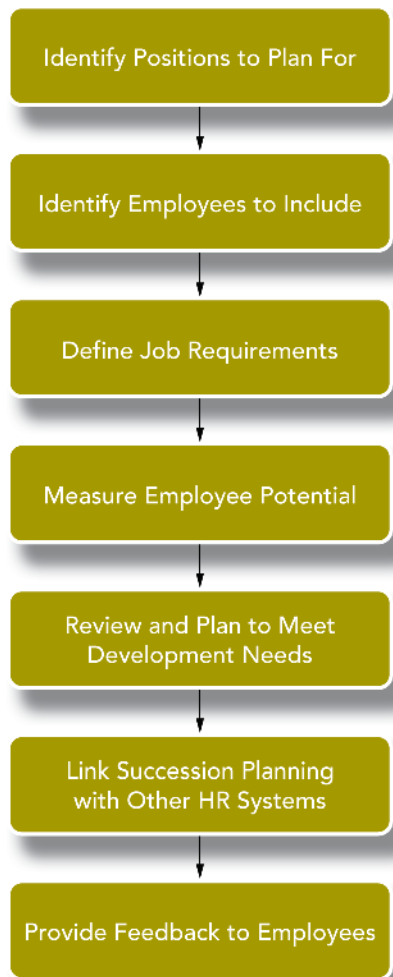 Identify Positions to Plan For
Identify Employees to Include
Define Job Requirements
Measure Employee Potential
Review and Plan to Meet
Development Needs
Link Succession Planning
with Other HR Systems
Provide Feedback to Employees